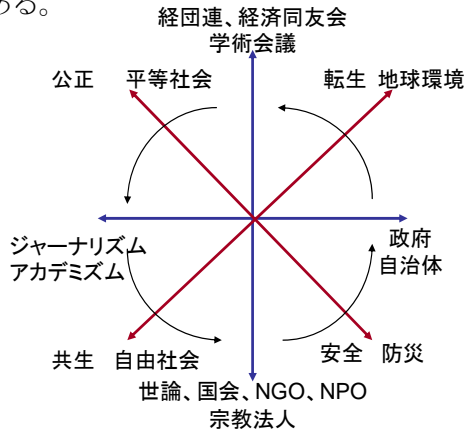 ある。
経団連、経済同友会
学術会議
公正　平等社会
転生 地球環境
ジャーナリズム
アカデミズム
政府
自治体
共生　自由社会
安全　防災
世論、国会、NGO、NPO
宗教法人